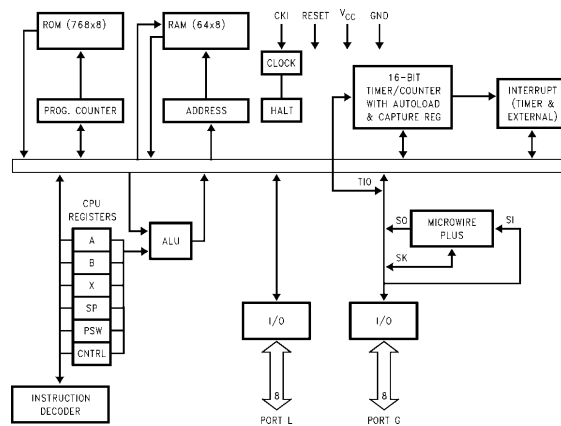 ROM (768x8)
RAM (64x8)
CKI
RESET
VCC
GND
CLOCK
HALT
PROG. COUNTER
ADDRESS
16-BIT
TIMER/COUNTER
WITH AUTOLOAD
& CAPTURE REG
INTERRUPT
(TIMER &
EXTERNAL)
TIO
CPU
REGISTERS
A
B
X
SP
PSW
CNTRL
ALU
SO
MICROWIRE
PLUS
SI
SK
I/O
I/O
INSTRUCTION
DECODER
8
8
PORT L
PORT G